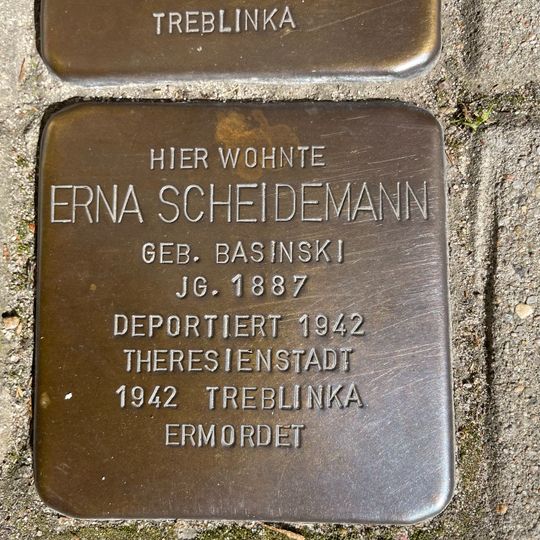 TREBLINKA
HIER WOHNTE
ERNA SCHEIDEMANN
GEB. BASINSKI
JG. 1887
DEPORTIERT 1942
THERESIENSTADT
1942 TREBLINKA
ERMORDET